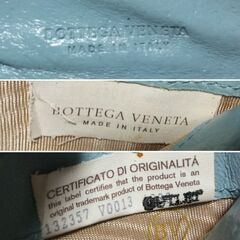 BOTTEGA VENETA
MADE IN ITALY
BOTTEGA VENETA
MADE IN ITALY
CERTIFICATO DI ORIGINALITÀ
this label certifies that the product is an
original trademark product of Bottega Veneta
132357 V0013
OUTLET